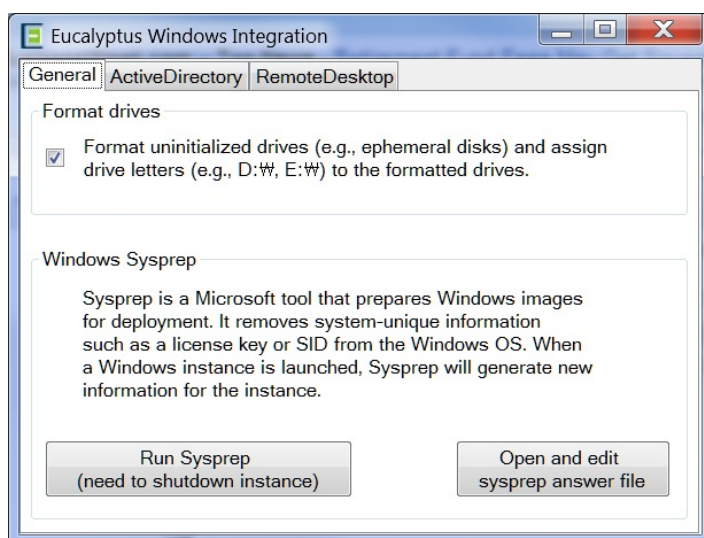 Eucalyptus Windows Integration
General ActiveDirectory RemoteDesktop
Format drives
Format uninitialized drives (e.g., ephemeral disks) and assign
drive letters (e.g., D:₩, E:₩) to the formatted drives.
Windows Sysprep
Sysprep is a Microsoft tool that prepares Windows images
for deployment. It removes system-unique information
such as a license key or SID from the Windows OS. When
a Windows instance is launched, Sysprep will generate new
information for the instance.
Run Sysprep
(need to shutdown instance)
Open and edit
sysprep answer file